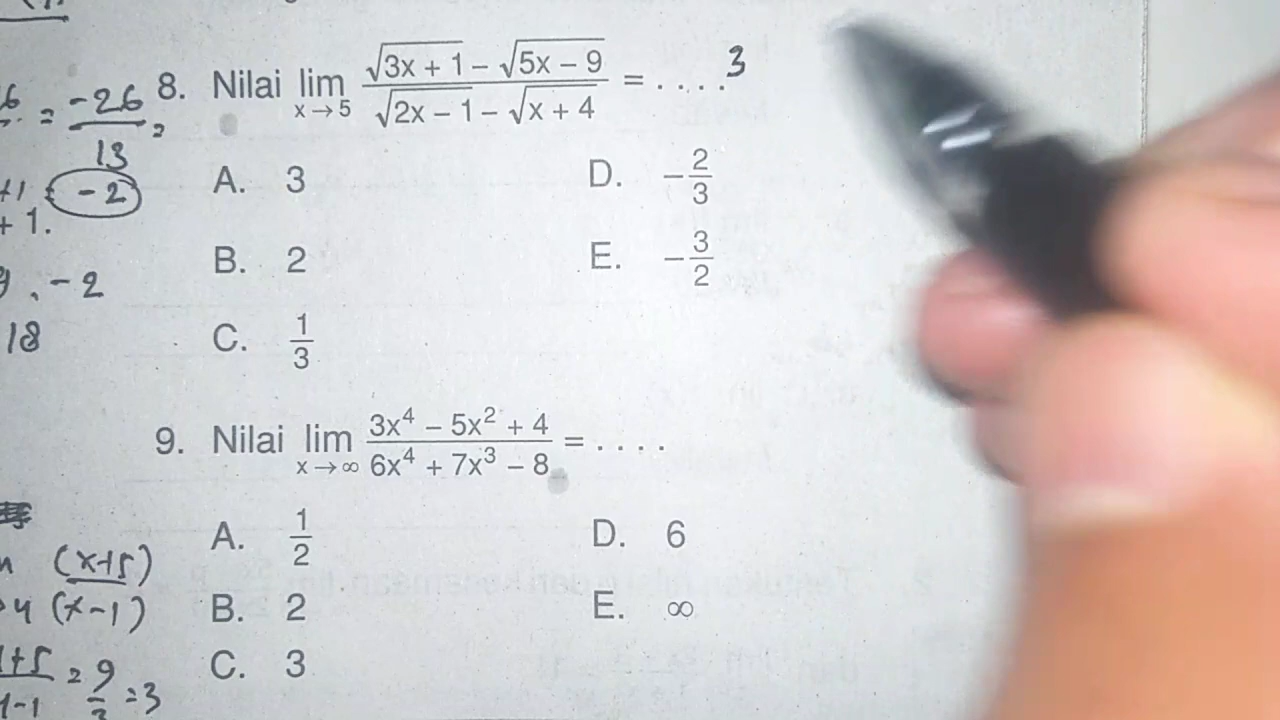 8. Nilai lim x→5 (√(3x + 1) − √(5x − 9)) / (√(2x − 1) − √(x + 4)) = . . . . 3
A. 3
B. 2
C. 1/3
D. −2/3
E. −3/2
9. Nilai lim x→∞ (3x⁴ − 5x² + 4) / (6x⁴ + 7x³ − 8) = . . . .
A. 1/2
B. 2
C. 3
D. 6
E. ∞
= −26/13 =
−2
+ 1.
. −2
18
(x+5)
(x−1)
= 9/3 = 3